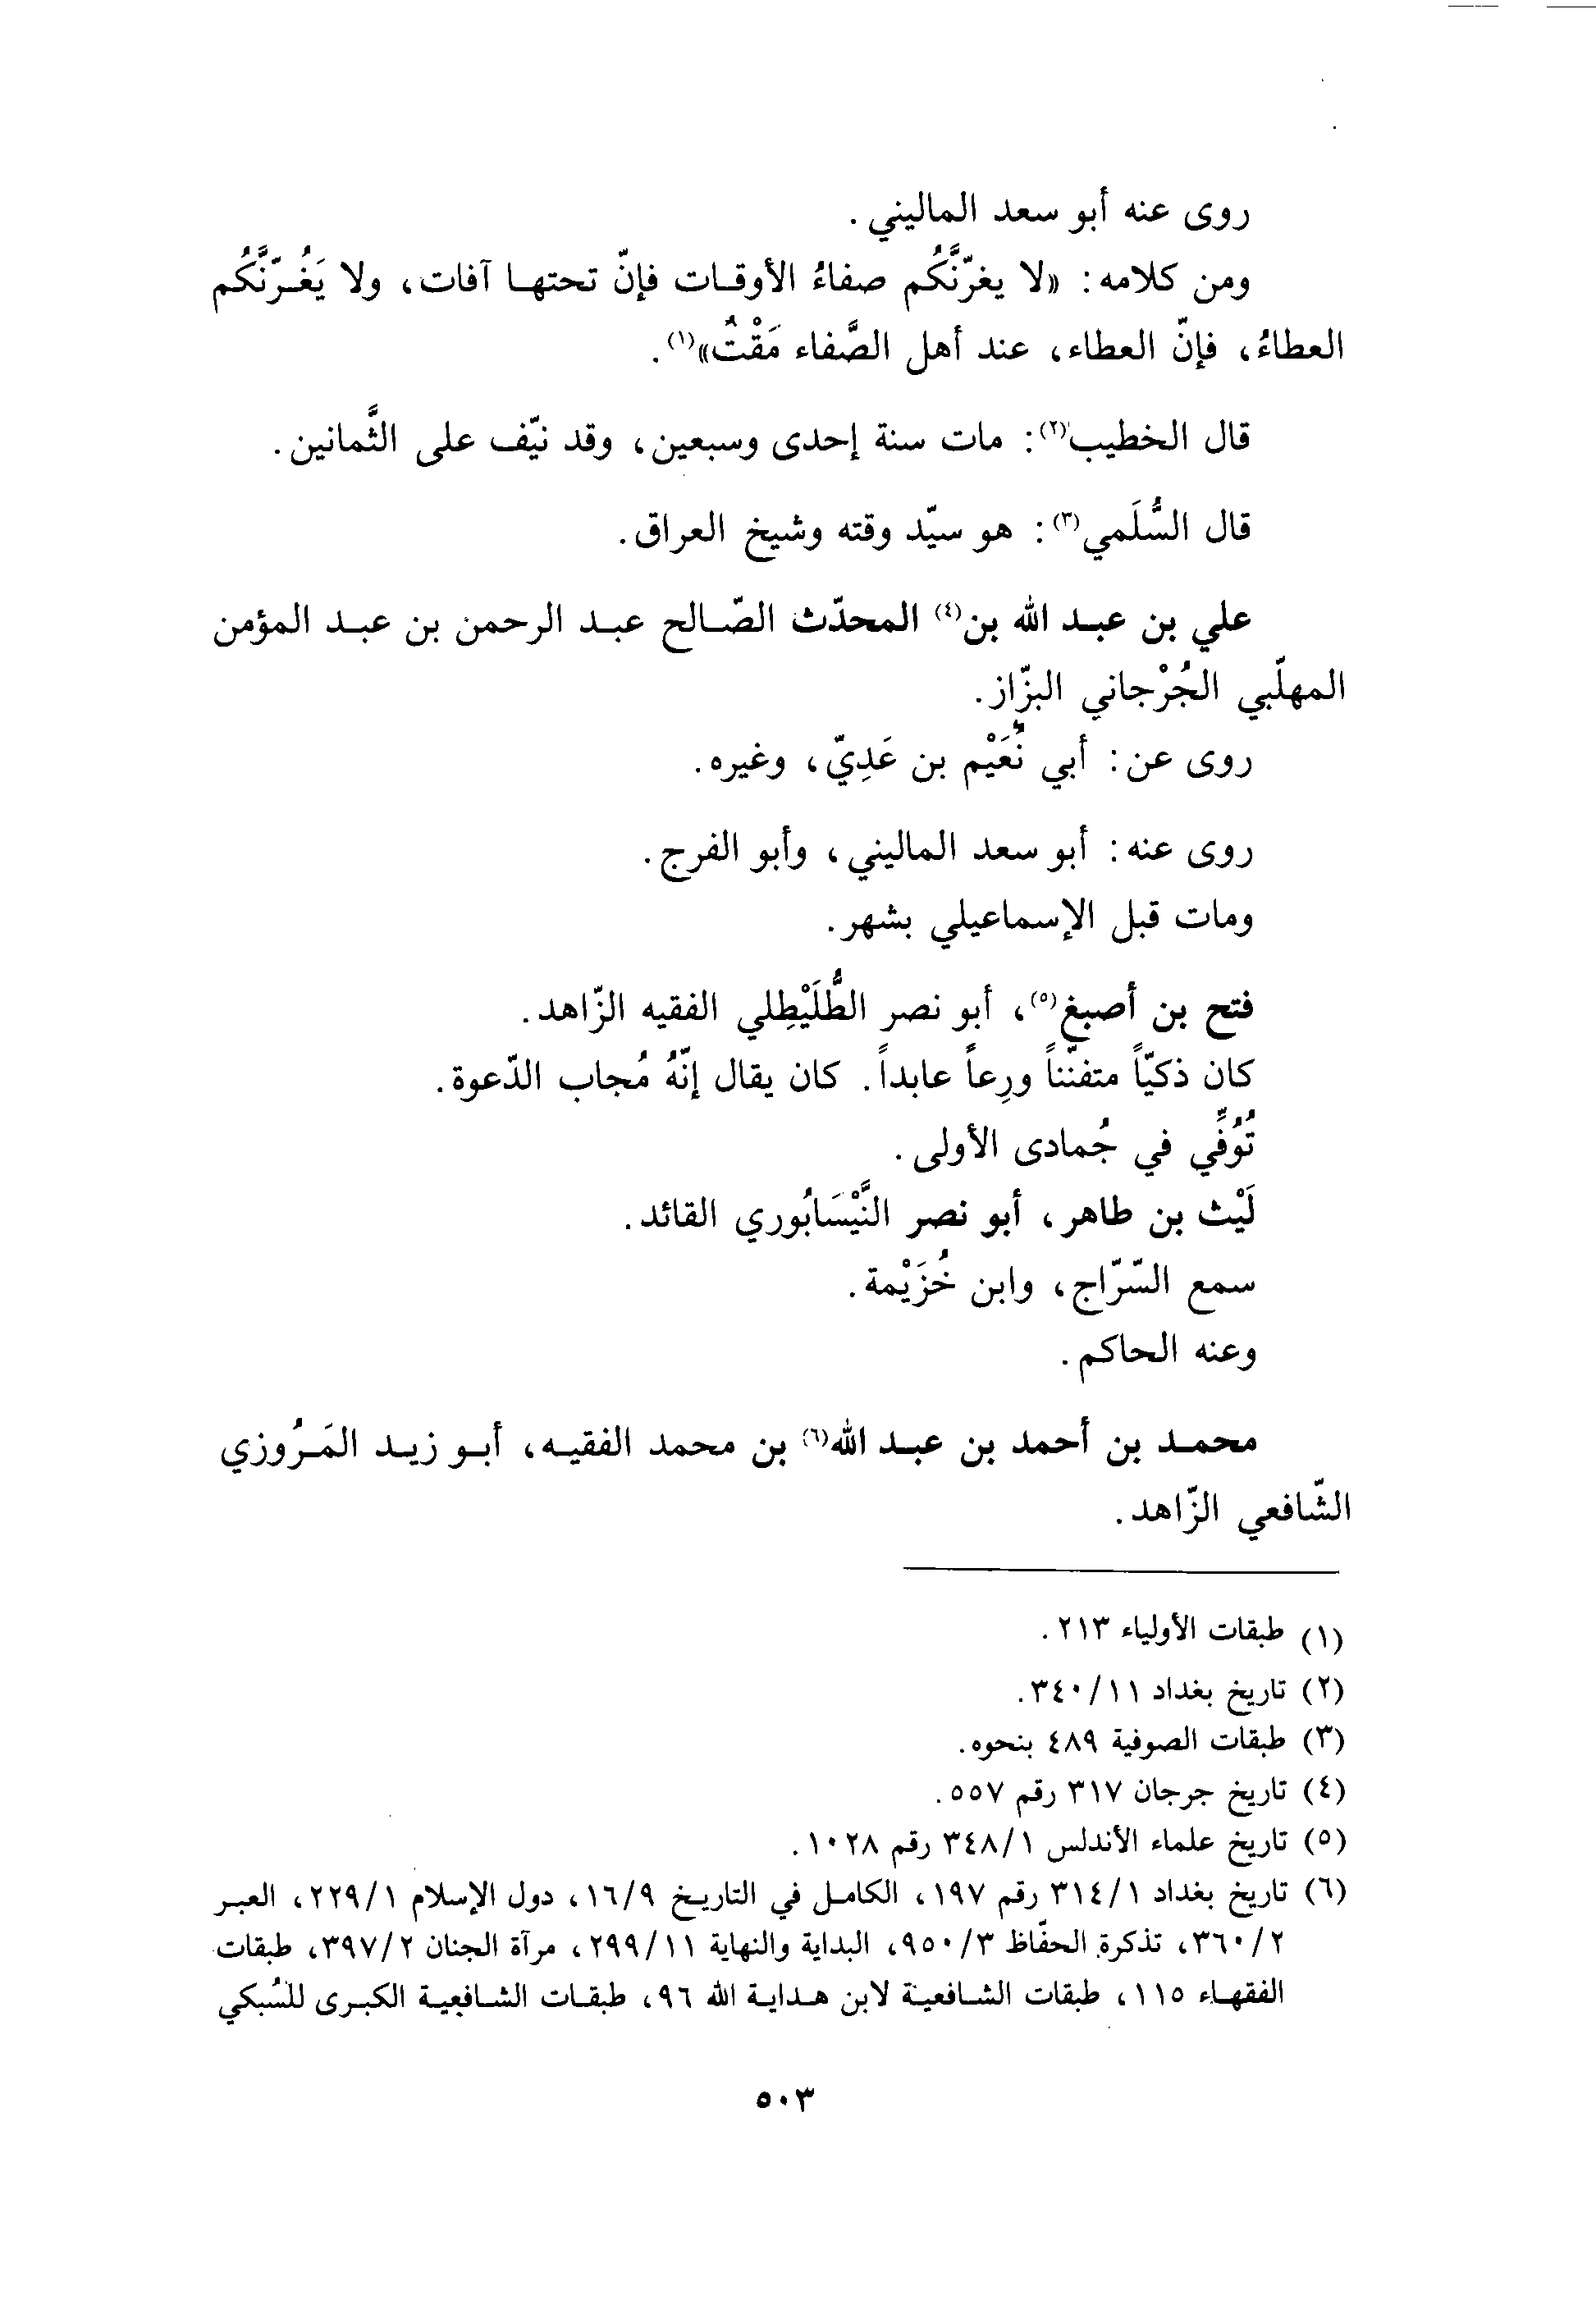 روى عنه أبو سعد الماليني.
ومن كلامه: «لا يغرّنَّكُم صفاءُ الأوقات فإنّ تحتها آفات، ولا يَغُرّنَّكُم
العطاءُ، فإنّ العطاء، عند أهل الصَّفاء مَقْتُ»(١).
قال الخطيب(٢): مات سنة إحدى وسبعين، وقد نيّف على الثَّمانين.
قال السُّلَمي(٣): هو سيّد وقته وشيخ العراق.
علي بن عبد الله بن(٤) المحدّث الصّالح عبد الرحمن بن عبد المؤمن
المهلّبي الجُرْجاني البزّاز.
روى عن: أبي نُعَيْم بن عَدِيّ، وغيره.
روى عنه: أبو سعد الماليني، وأبو الفرج.
ومات قبل الإسماعيلي بشهر.
فتح بن أصبغ(٥)، أبو نصر الطُّلَيْطِلي الفقيه الزّاهد.
كان ذكيّاً متفنّناً ورِعاً عابداً. كان يقال إنّهُ مُجاب الدّعوة.
تُوُفِّي في جُمادى الأولى.
لَيْث بن طاهر، أبو نصر النَّيْسَابُوري القائد.
سمع السّرّاج، وابن خُزَيْمة.
وعنه الحاكم.
محمد بن أحمد بن عبد الله(٦) بن محمد الفقيه، أبو زيد المَرُوزي
الشّافعي الزّاهد.
(١) طبقات الأولياء ٢١٣.
(٢) تاريخ بغداد ٣٤٠/١١.
(٣) طبقات الصوفية ٤٨٩ بنحوه.
(٤) تاريخ جرجان ٣١٧ رقم ٥٥٧.
(٥) تاريخ علماء الأندلس ٣٤٨/١ رقم ١٠٢٨.
(٦) تاريخ بغداد ٣١٤/١ رقم ١٩٧، الكامل في التاريخ ١٦/٩، دول الإسلام ٢٢٩/١، العبر
٣٦٠/٢، تذكرة الحفّاظ ٩٥٠/٣، البداية والنهاية ٢٩٩/١١، مرآة الجنان ٣٩٧/٢، طبقات
الفقهاء ١١٥، طبقات الشافعية لابن هداية الله ٩٦، طبقات الشافعية الكبرى للسُبكي
٥٠٣